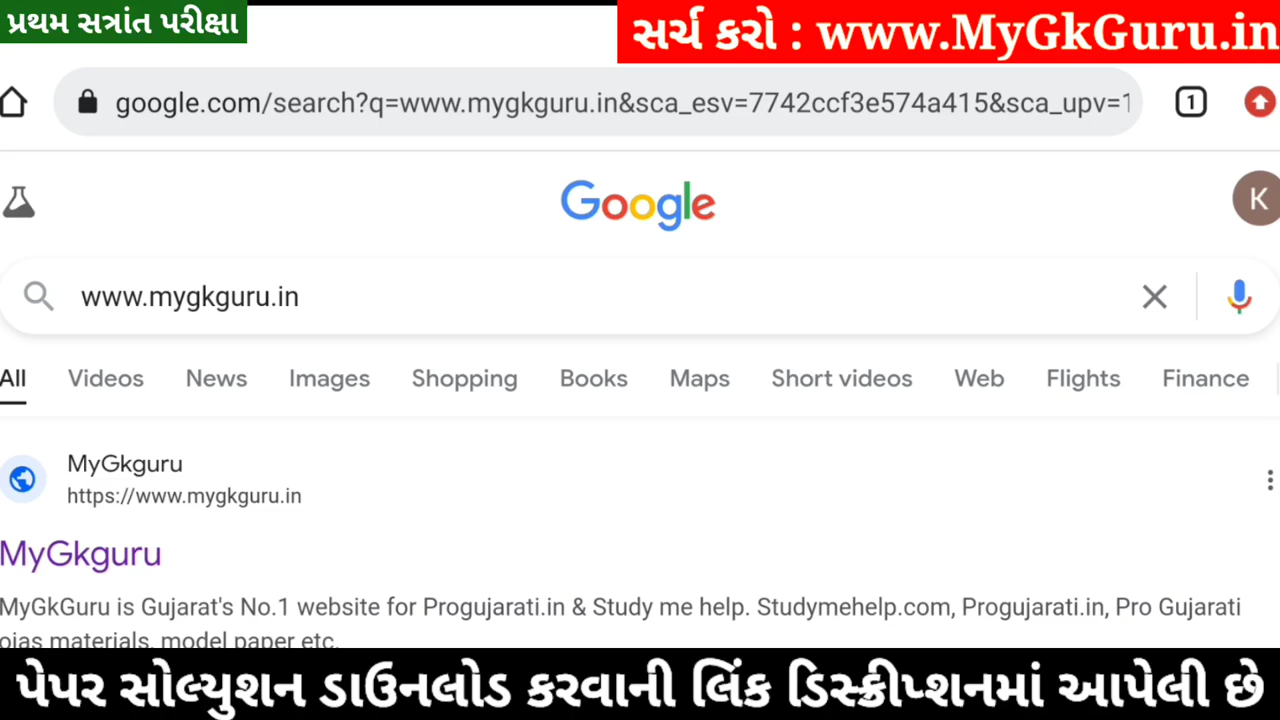 પ્રથમ સત્રાંત પરીક્ષા
સર્ચ કરો : www.MyGkGuru.in
google.com/search?q=www.mygkguru.in&sca_esv=7742ccf3e574a415&sca_upv=1
1
Google
K
www.mygkguru.in
All Videos News Images Shopping Books Maps Short videos Web Flights Finance
MyGkguru
https://www.mygkguru.in
MyGkguru
MyGkGuru is Gujarat's No.1 website for Progujarati.in & Study me help. Studymehelp.com, Progujarati.in, Pro Gujarati
ojas materials, model paper etc.
પેપર સોલ્યુશન ડાઉનલોડ કરવાની લિંક ડિસ્ક્રીપ્શનમાં આપેલી છે